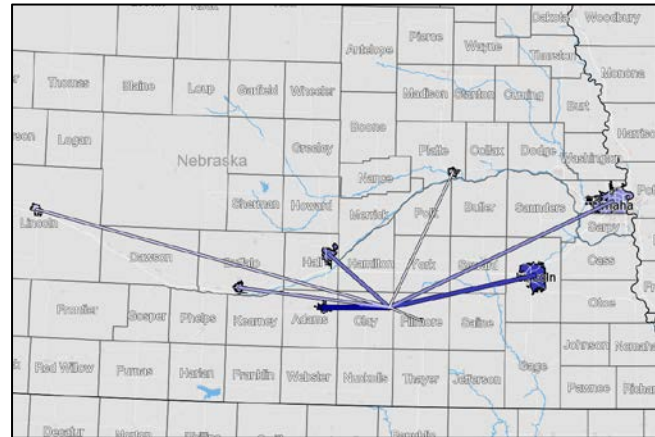 Dakota Woodbury
Pierce Wayne
Antelope Thurston
Monona
Thomas Blaine Loup Garfield Wheeler Madison Stanton Cuming
Burt
Logan Boone Harrison
Greeley Platte Colfax Dodge Washington
Nebraska
Nance
Sherman Howard Merrick Polk Butler Saunders
Lincoln Sarpy
Dawson Buffalo Hall Hamilton York Seward Cass
Otoe
Frontier Gosper Phelps Kearney Adams Clay Fillmore Saline
Gage Johnson
Red Willow Furnas Harlan Franklin Webster Nuckolls Thayer Jefferson Pawnee
Decatur